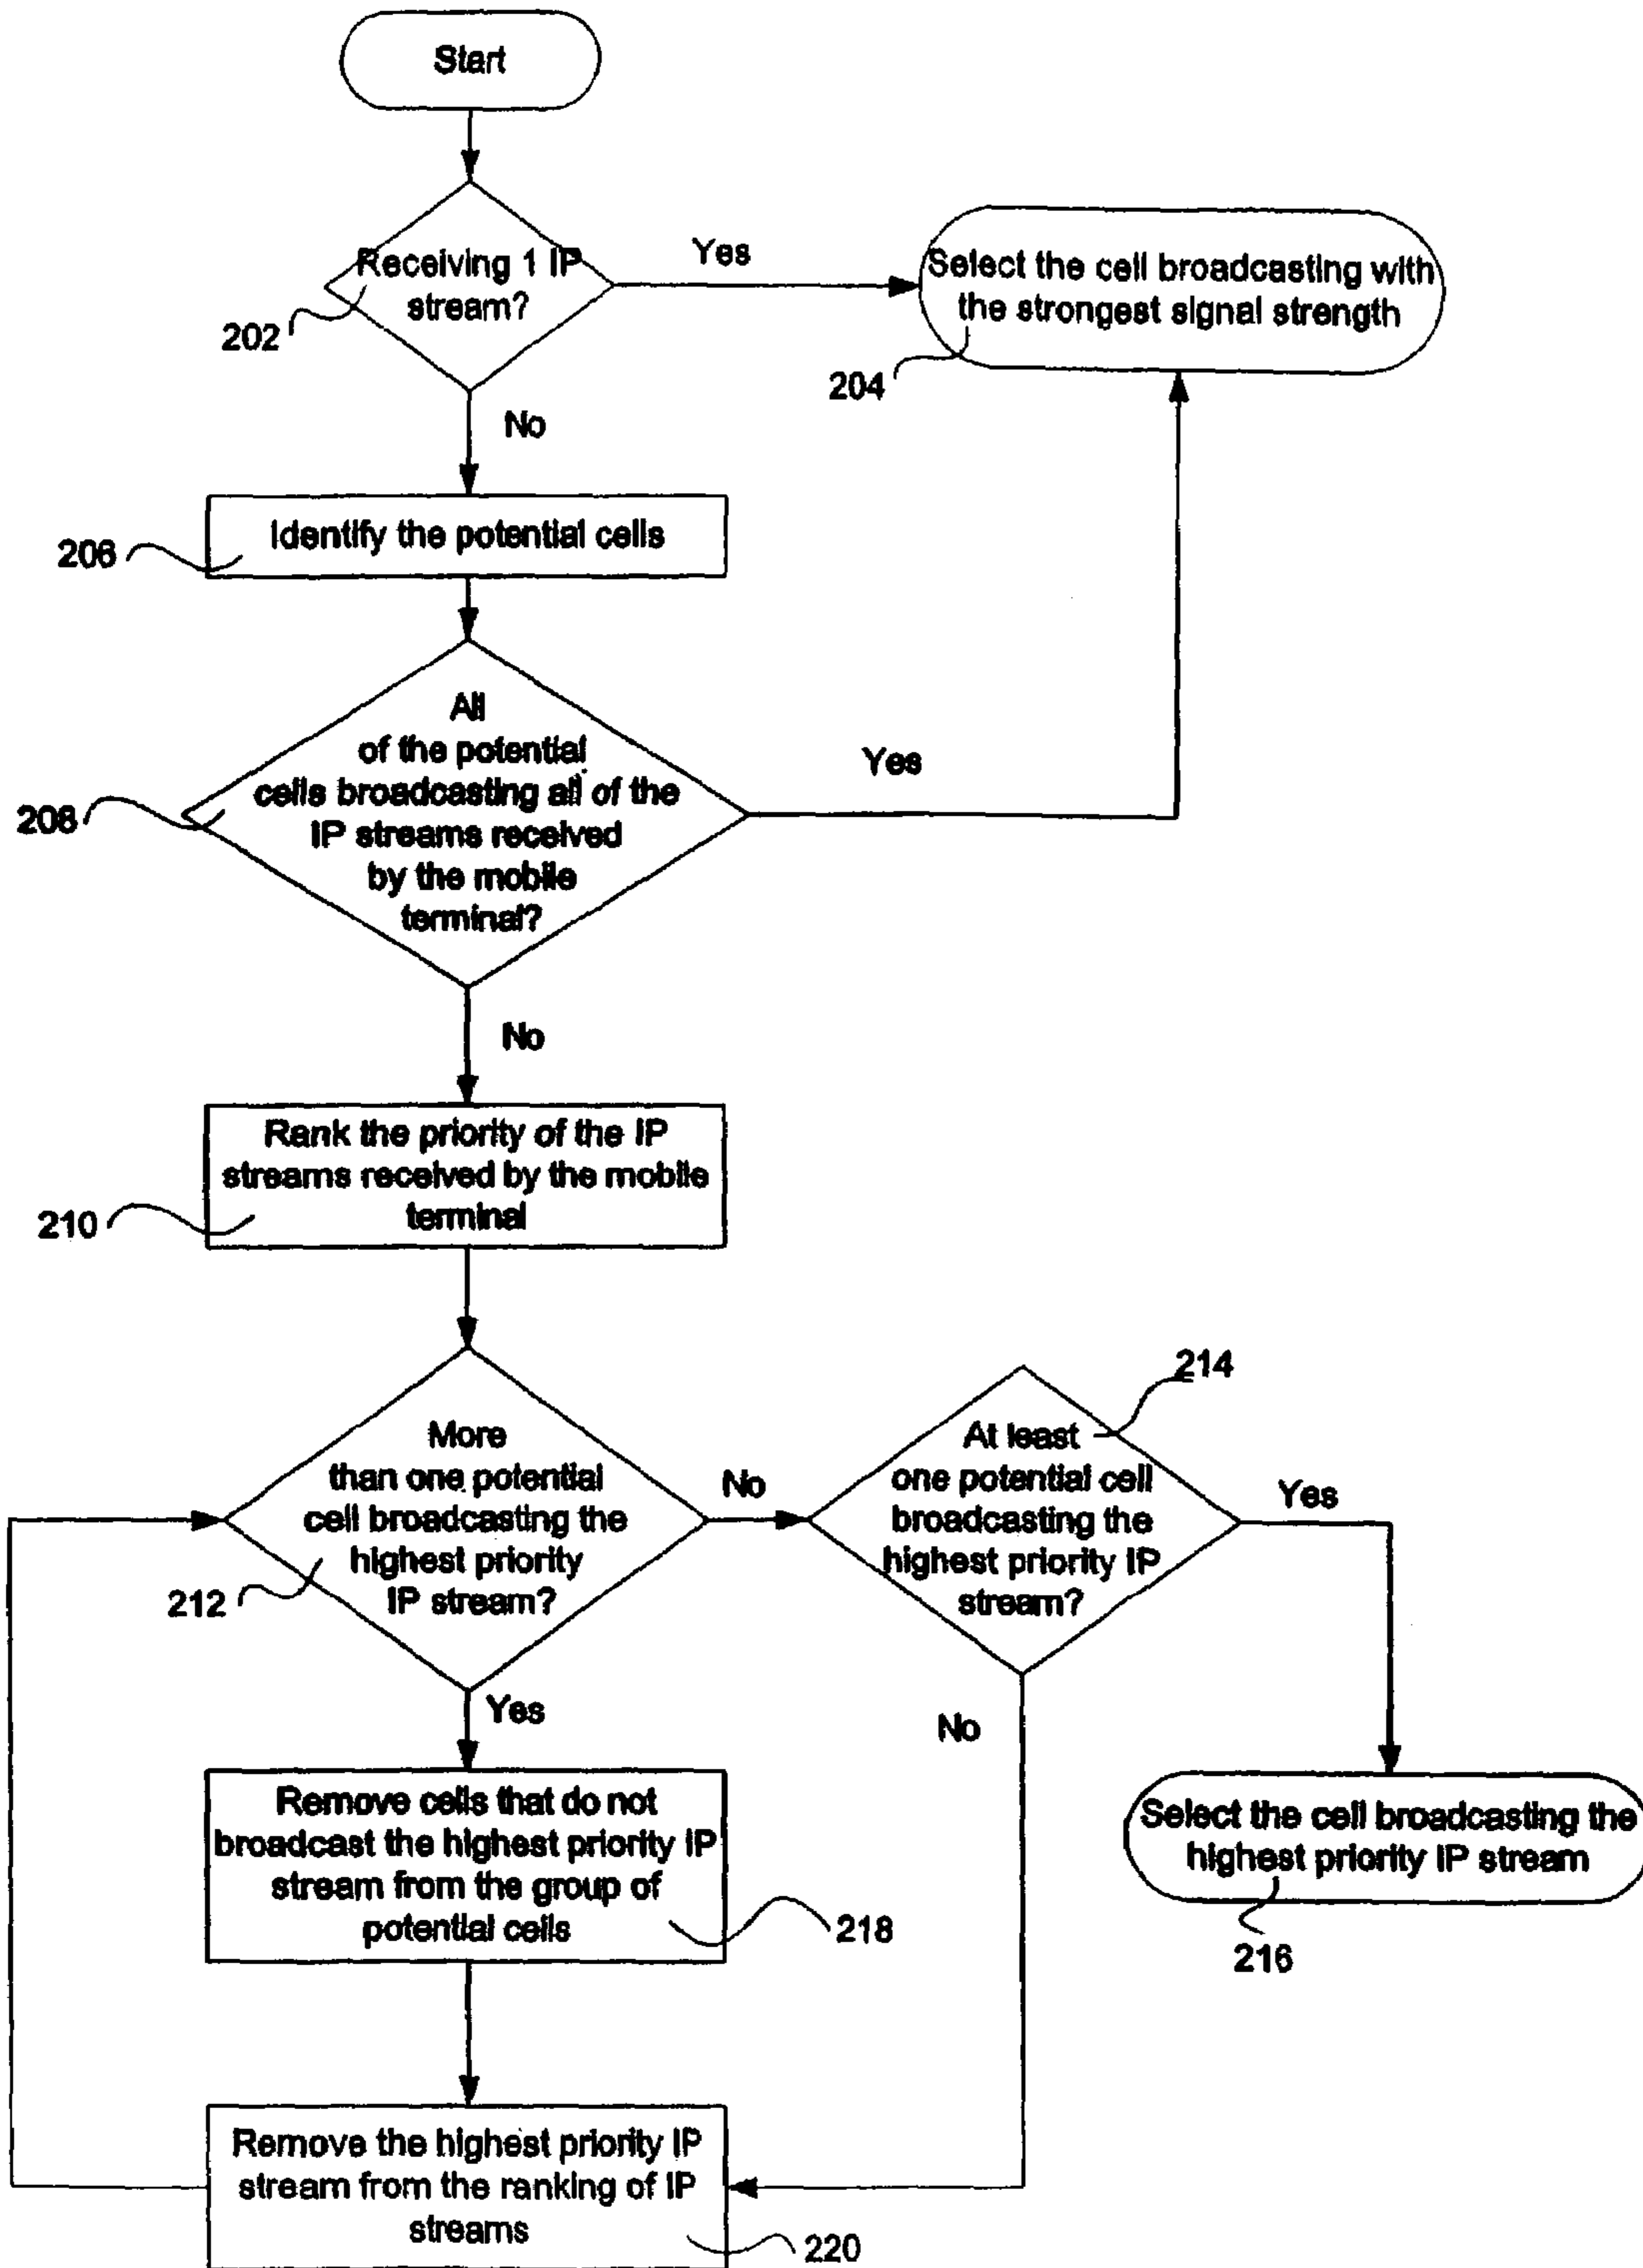 Start
Receiving 1 IP
stream?
202
Yes
Select the cell broadcasting with
the strongest signal strength
204
No
Identify the potential cells
206
All
of the potential
cells broadcasting all of the
IP streams received
by the mobile
terminal?
208
Yes
No
Rank the priority of the IP
streams received by the mobile
terminal
210
More
than one potential
cell broadcasting the
highest priority
IP stream?
212
No
At least
one potential cell
broadcasting the
highest priority IP
stream?
214
Yes
Yes
No
Remove cells that do not
broadcast the highest priority IP
stream from the group of
potential cells
218
Select the cell broadcasting the
highest priority IP stream
216
Remove the highest priority IP
stream from the ranking of IP
streams
220